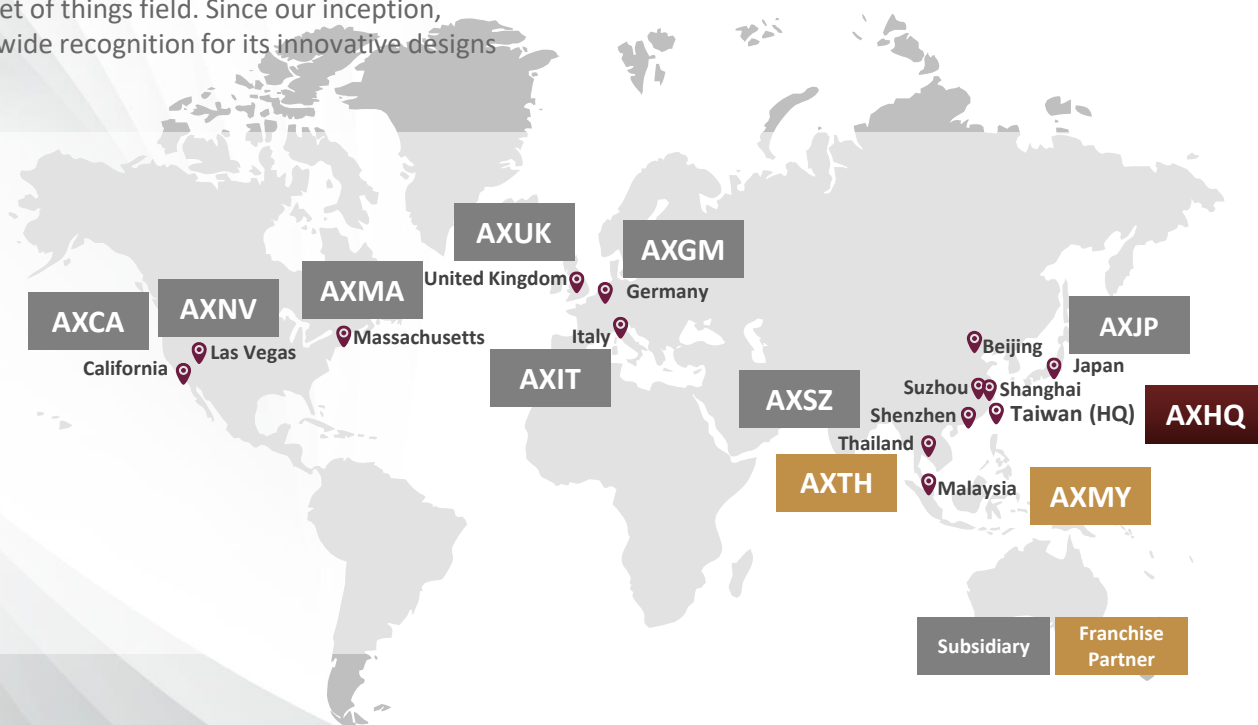 et of things field. Since our inception,
wide recognition for its innovative designs
AXUK
AXGM
United Kingdom
Germany
AXCA
AXNV
AXMA
California
Las Vegas
Massachusetts
Italy
AXIT
AXJP
Beijing
Japan
AXSZ
Suzhou
Shanghai
Shenzhen
Taiwan (HQ)
AXHQ
Thailand
AXTH
Malaysia
AXMY
Subsidiary
Franchise
Partner